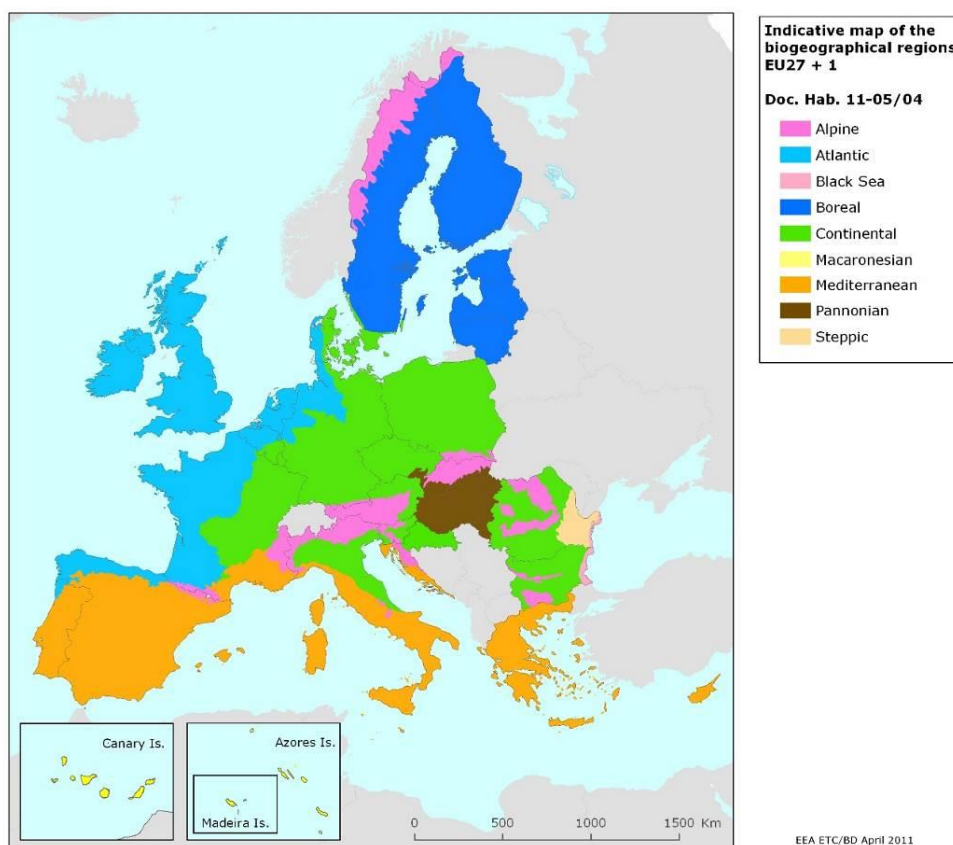 Indicative map of the
biogeographical regions
EU27 + 1
Doc. Hab. 11-05/04
Alpine
Atlantic
Black Sea
Boreal
Continental
Macaronesian
Mediterranean
Pannonian
Steppic
Canary Is.
Azores Is.
Madeira Is.
0 500 1000 1500 Km
EEA ETC/BD April 2011